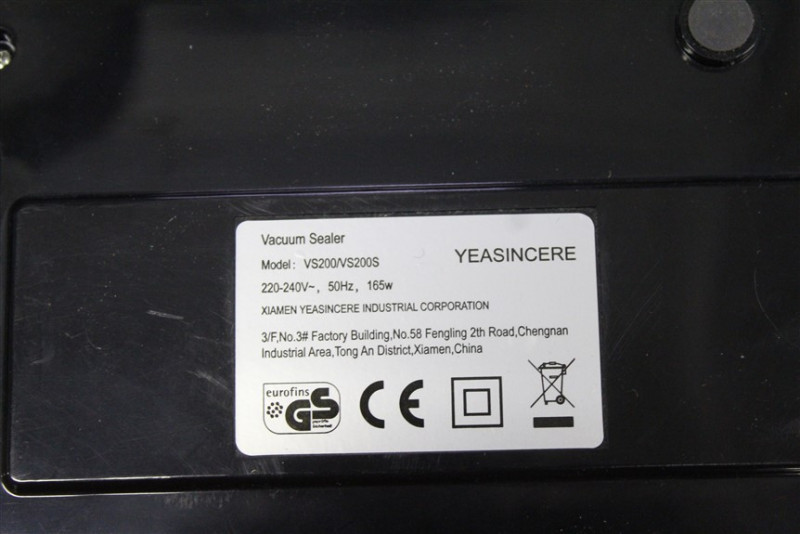 Vacuum Sealer
YEASINCERE
Model: VS200/VS200S
220-240V~, 50Hz, 165w
XIAMEN YEASINCERE INDUSTRIAL CORPORATION
3/F,No.3# Factory Building,No.58 Fengling 2th Road,Chengnan
Industrial Area,Tong An District,Xiamen,China
eurofins
GS
CE